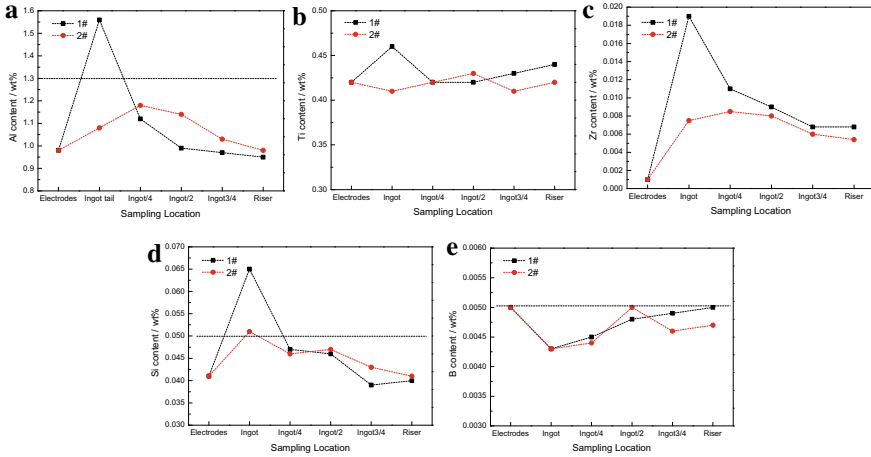 a
1#
2#
Al content / wt%
1.6
1.5
1.4
1.3
1.2
1.1
1.0
0.9
0.8
Electrodes Ingot tail Ingot/4 Ingot/2 Ingot3/4 Riser
Sampling Location
b
1#
2#
Ti content / wt%
0.50
0.45
0.40
0.35
0.30
Electrodes Ingot Ingot/4 Ingot/2 Ingot3/4 Riser
Sampling Location
c
1#
2#
Zr content / wt%
0.020
0.018
0.016
0.014
0.012
0.010
0.008
0.006
0.004
0.002
0.000
Electrodes Ingot Ingot/4 Ingot/2 Ingot3/4 Riser
Sampling Location
d
1#
2#
Si content / wt%
0.070
0.065
0.060
0.055
0.050
0.045
0.040
0.035
0.030
Electrodes Ingot Ingot/4 Ingot/2 Ingot3/4 Riser
Sampling Location
e
1#
2#
B content / wt%
0.0060
0.0055
0.0050
0.0045
0.0040
0.0035
0.0030
Electrodes Ingot Ingot/4 Ingot/2 Ingot3/4 Riser
Sampling Location